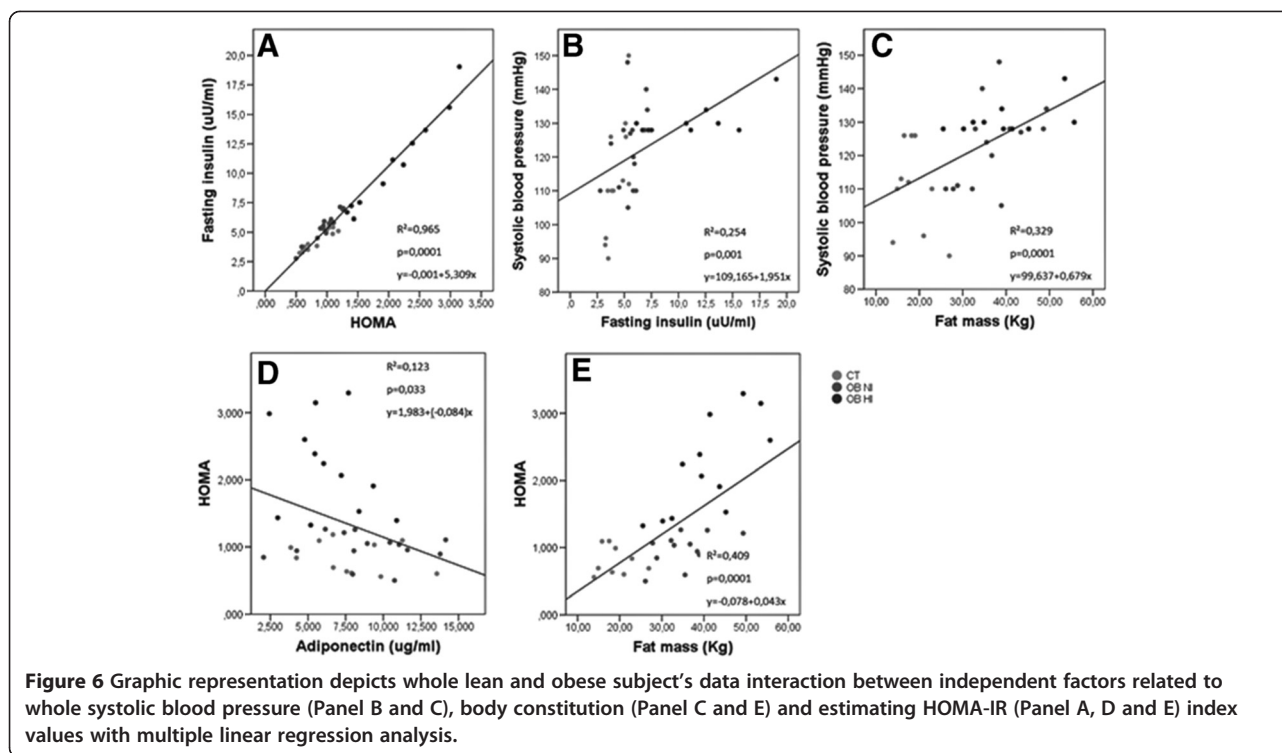 A
Fasting insulin (uU/ml)
20,0
17,5
15,0
12,5
10,0
7,5
5,0
2,5
,0
R²=0,965
p=0,0001
y=-0,001+5,309x
,000 ,500 1,000 1,500 2,000 2,500 3,000 3,500
HOMA
B
Systolic blood pressure (mmHg)
150
140
130
120
110
100
90
80
R²=0,254
p=0,001
y=109,165+1,951x
,0 2,5 5,0 7,5 10,0 12,5 15,0 17,5 20,0
Fasting insulin (uU/ml)
C
Systolic blood pressure (mmHg)
150
140
130
120
110
100
90
80
R²=0,329
p=0,0001
y=99,637+0,679x
10,00 20,00 30,00 40,00 50,00 60,00
Fat mass (Kg)
D
HOMA
3,000
2,000
1,000
,000
R²=0,123
p=0,033
y=1,983+(-0,084)x
2,500 5,000 7,500 10,000 12,500 15,000
Adiponectin (ug/ml)
E
HOMA
3,000
2,000
1,000
,000
R²=0,409
p=0,0001
y=-0,078+0,043x
10,00 20,00 30,00 40,00 50,00 60,00
Fat mass (Kg)
CT
OB NI
OB HI
Figure 6 Graphic representation depicts whole lean and obese subject's data interaction between independent factors related to
whole systolic blood pressure (Panel B and C), body constitution (Panel C and E) and estimating HOMA-IR (Panel A, D and E) index
values with multiple linear regression analysis.